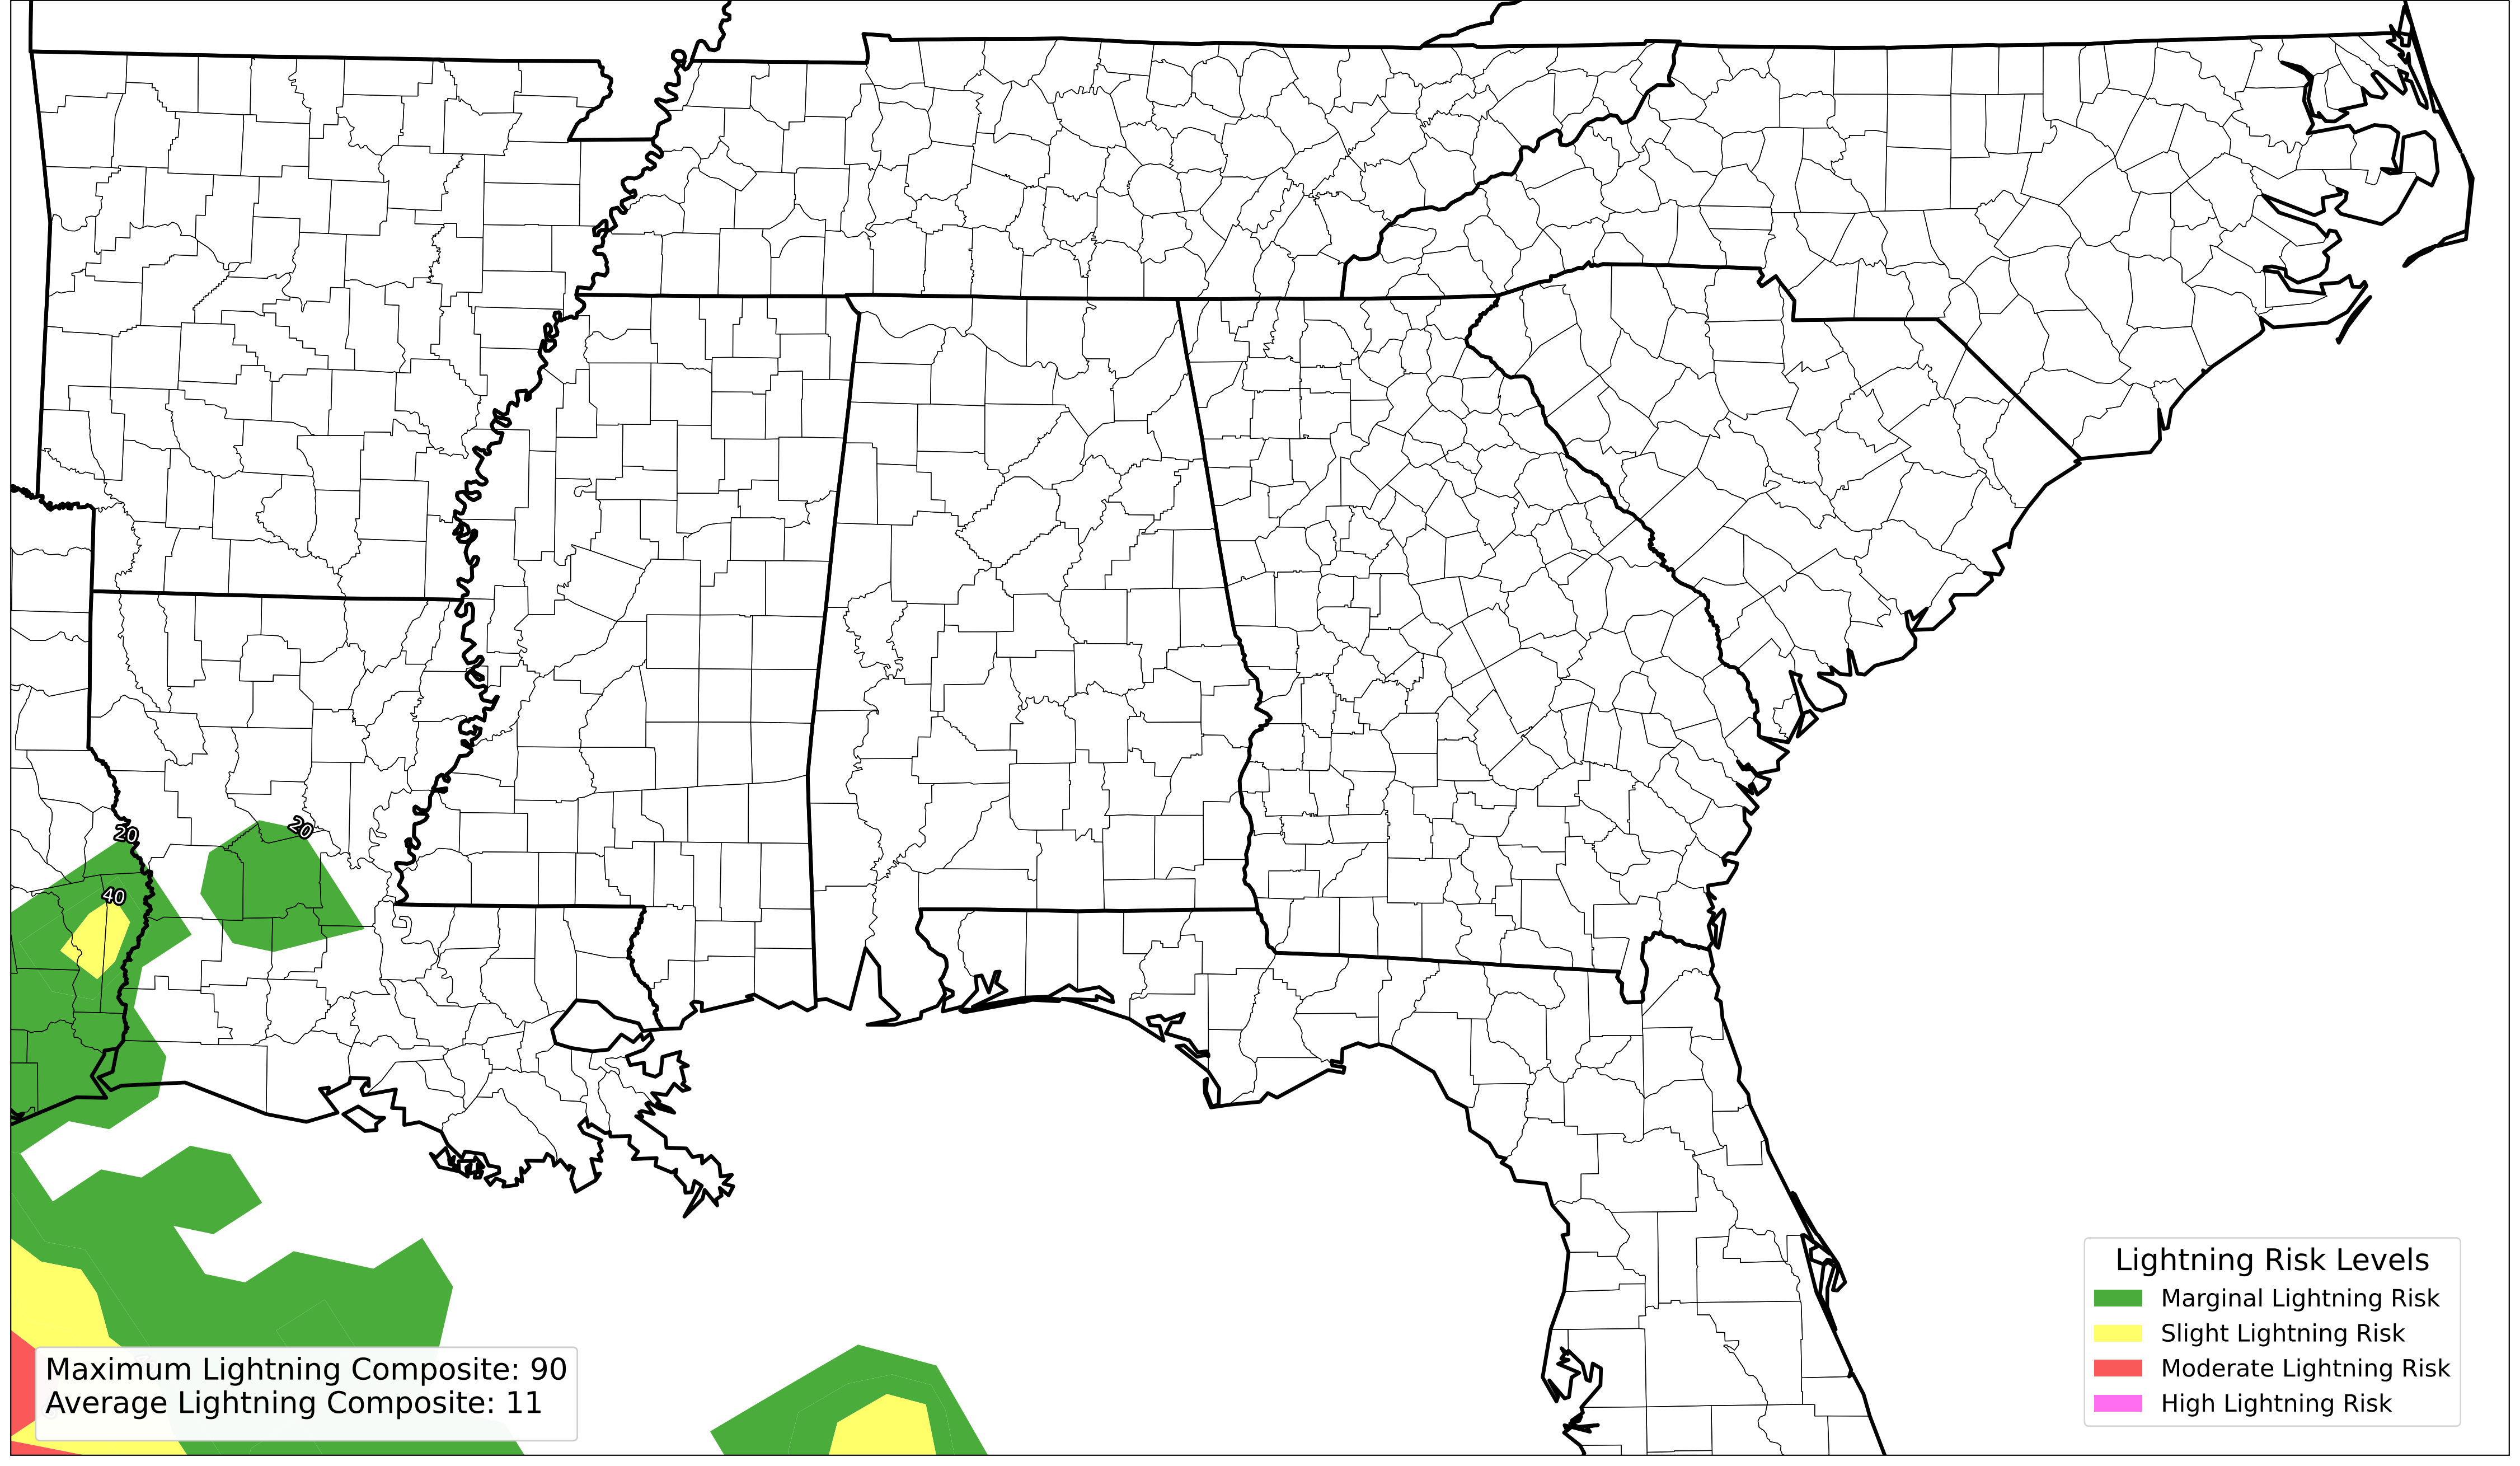 20
20
40
Lightning Risk Levels
Marginal Lightning Risk
Slight Lightning Risk
Moderate Lightning Risk
High Lightning Risk
Maximum Lightning Composite: 90
Average Lightning Composite: 11